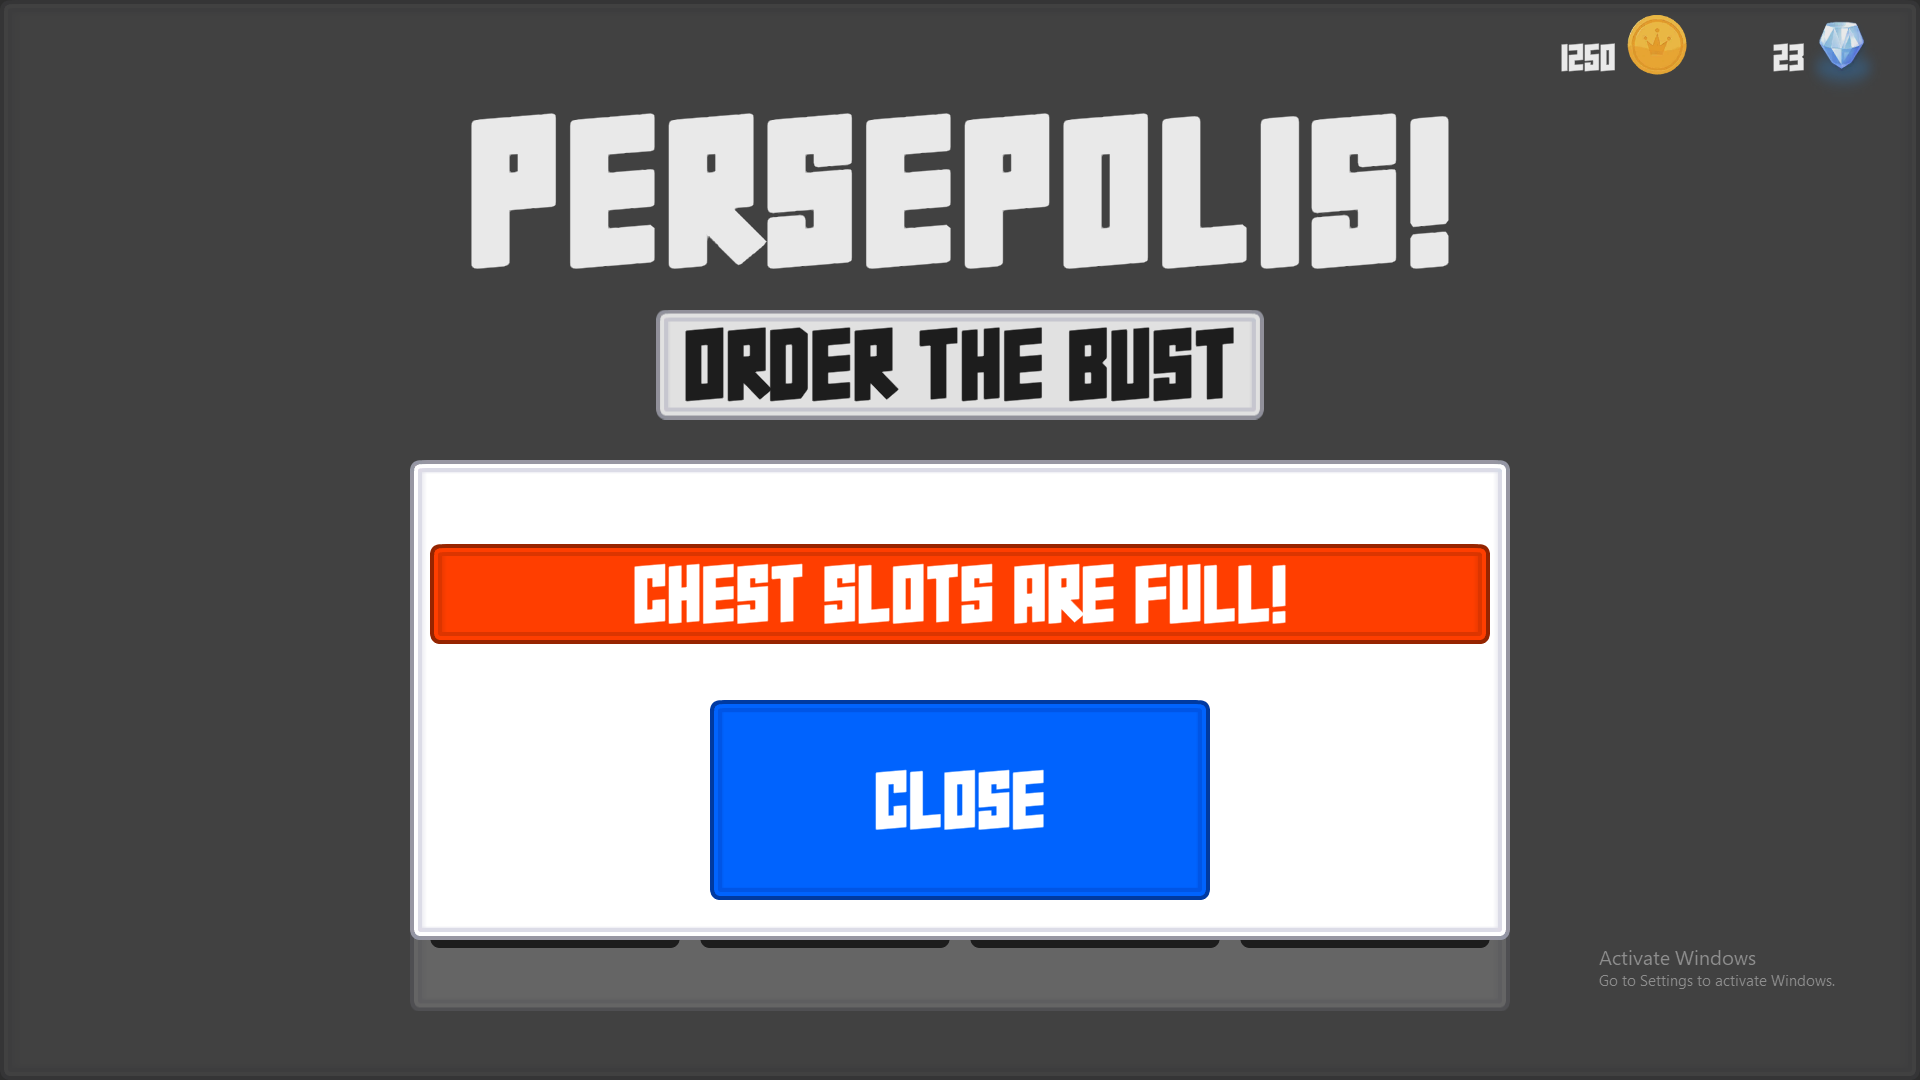 1250
23
PERSEPOLIS!
ORDER THE BUST
CHEST SLOTS ARE FULL!
CLOSE
Activate Windows
Go to Settings to activate Windows.